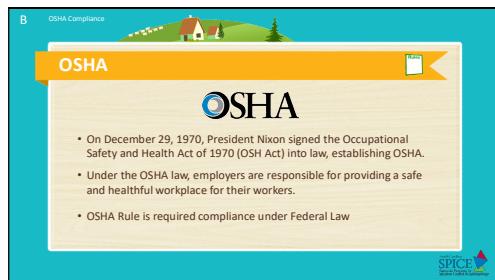 B OSHA Compliance
OSHA
Rules
OSHA
• On December 29, 1970, President Nixon signed the Occupational
Safety and Health Act of 1970 (OSH Act) into law, establishing OSHA.
• Under the OSHA law, employers are responsible for providing a safe
and healthful workplace for their workers.
• OSHA Rule is required compliance under Federal Law
SPICE